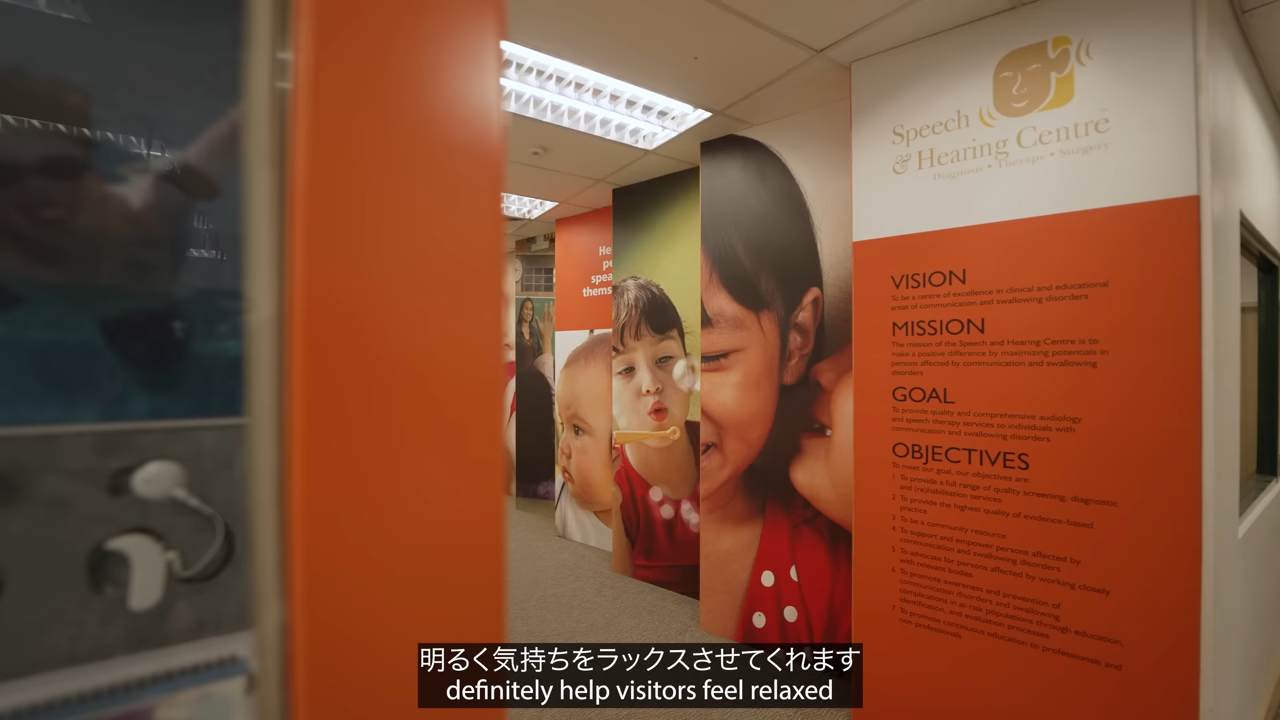 He
pe
spea
thems
Speech
& Hearing Centre
Diagnosis • Therapy • Surgery
VISION
To be a centre of excellence in clinical and educational
areas of communication and swallowing disorders
MISSION
The mission of the Speech and Hearing Centre is to
make a positive difference by maximizing potentials in
persons affected by communication and swallowing
disorders
GOAL
To provide quality and comprehensive audiology
and speech therapy services to individuals with
communication and swallowing disorders
OBJECTIVES
To meet our goal, our objectives are:
1 To provide a full range of quality screening, diagnostic
and (re)habilitation services
2 To provide the highest quality of evidence-based
practice
3 To be a community resource
4 To support and empower persons affected by
communication and swallowing disorders
5 To advocate for persons affected by working closely
with relevant bodies
6 To promote awareness and prevention of
communication disorders and swallowing
complications in at-risk populations through education,
identification, and evaluation processes
7 To promote continuous education to professionals and
non-professionals
明るく気持ちをラックスさせてくれます
definitely help visitors feel relaxed